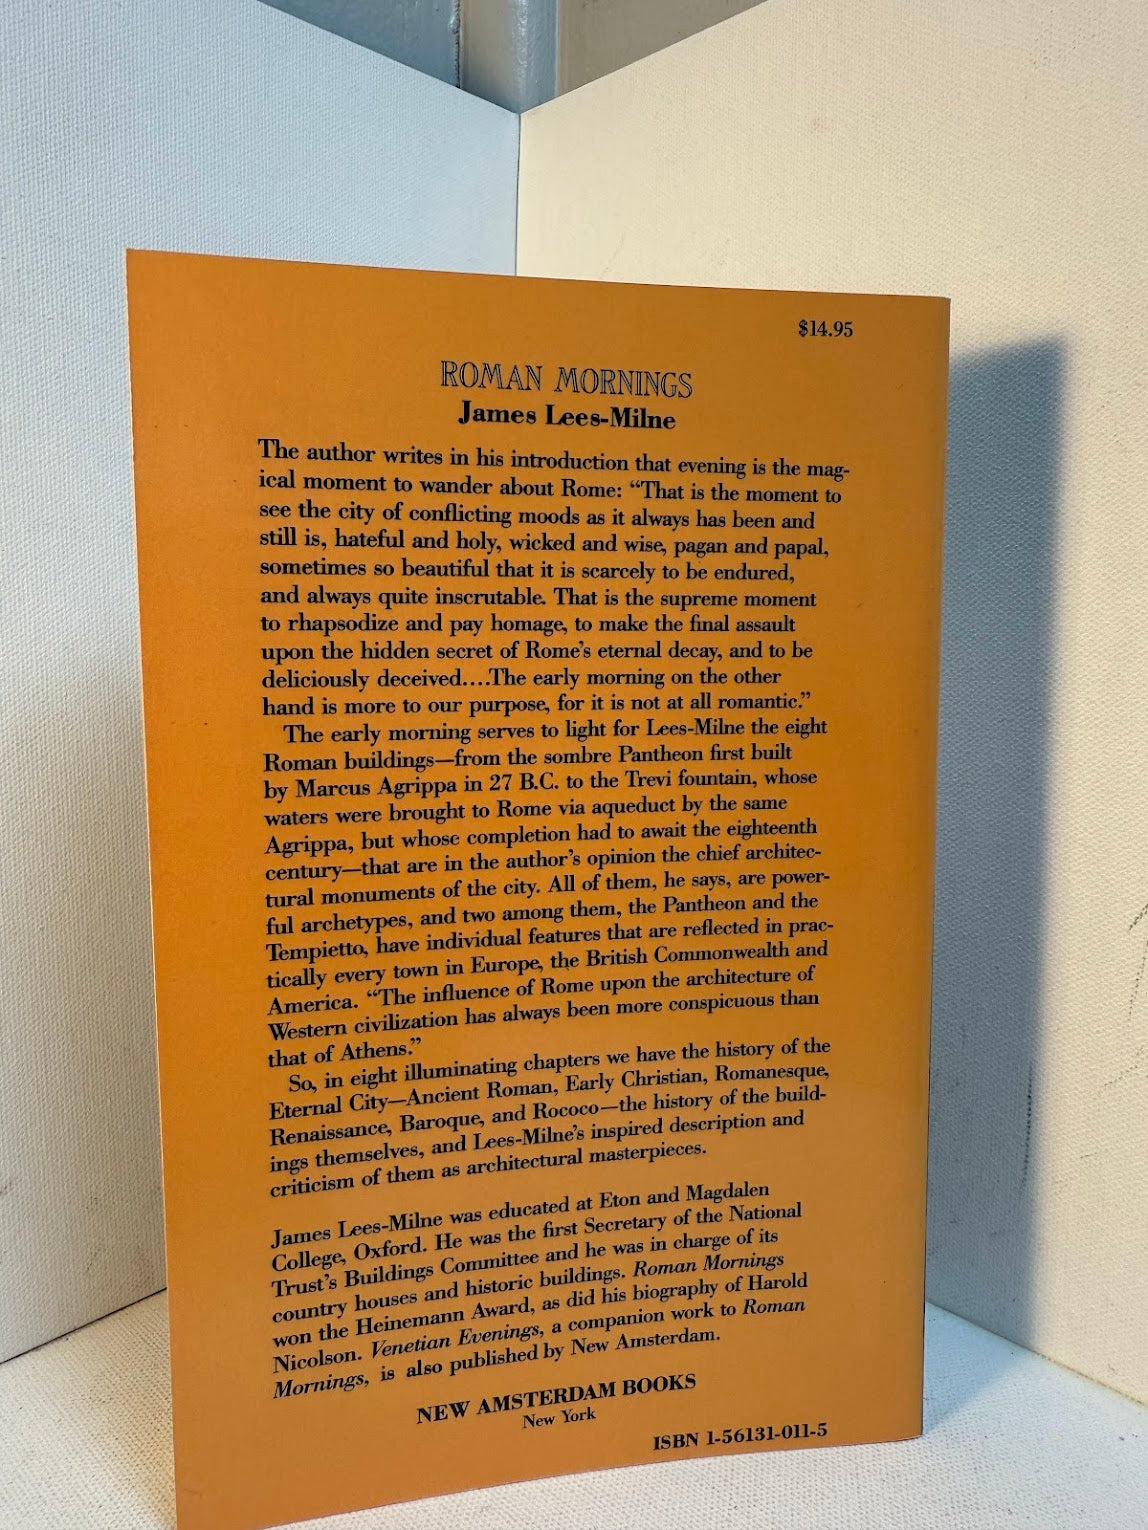 $14.95
ROMAN MORNINGS
James Lees-Milne
The author writes in his introduction that evening is the mag-
ical moment to wander about Rome: “That is the moment to
see the city of conflicting moods as it always has been and
still is, hateful and holy, wicked and wise, pagan and papal,
sometimes so beautiful that it is scarcely to be endured,
and always quite inscrutable. That is the supreme moment
to rhapsodize and pay homage, to make the final assault
upon the hidden secret of Rome’s eternal decay, and to be
deliciously deceived....The early morning on the other
hand is more to our purpose, for it is not at all romantic.”
The early morning serves to light for Lees-Milne the eight
Roman buildings—from the sombre Pantheon first built
by Marcus Agrippa in 27 B.C. to the Trevi fountain, whose
waters were brought to Rome via aqueduct by the same
Agrippa, but whose completion had to await the eighteenth
century—that are in the author’s opinion the chief architec-
tural monuments of the city. All of them, he says, are power-
ful archetypes, and two among them, the Pantheon and the
Tempietto, have individual features that are reflected in prac-
tically every town in Europe, the British Commonwealth and
America. “The influence of Rome upon the architecture of
Western civilization has always been more conspicuous than
that of Athens.”
So, in eight illuminating chapters we have the history of the
Eternal City—Ancient Roman, Early Christian, Romanesque,
Renaissance, Baroque, and Rococo—the history of the build-
ings themselves, and Lees-Milne’s inspired description and
criticism of them as architectural masterpieces.
James Lees-Milne was educated at Eton and Magdalen
College, Oxford. He was the first Secretary of the National
Trust’s Buildings Committee and he was in charge of its
country houses and historic buildings. Roman Mornings
won the Heinemann Award, as did his biography of Harold
Nicolson. Venetian Evenings, a companion work to Roman
Mornings, is also published by New Amsterdam.
NEW AMSTERDAM BOOKS
New York
ISBN 1-56131-011-5